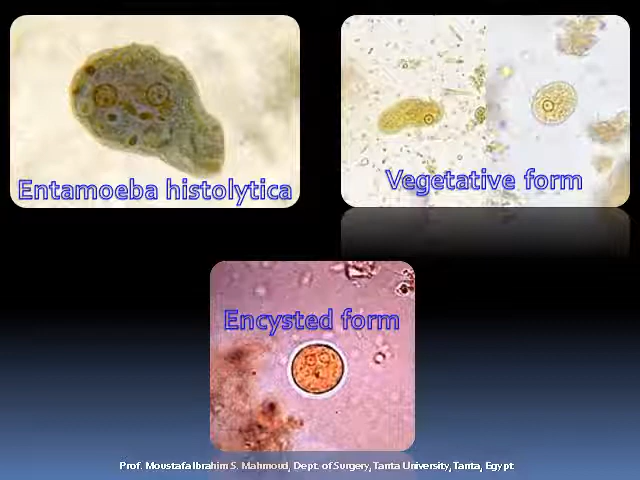 Entamoeba histolytica
Vegetative form
Encysted form
Prof. Moustafa Ibrahim S. Mahmoud, Dept. of Surgery, Tanta University, Tanta, Egypt